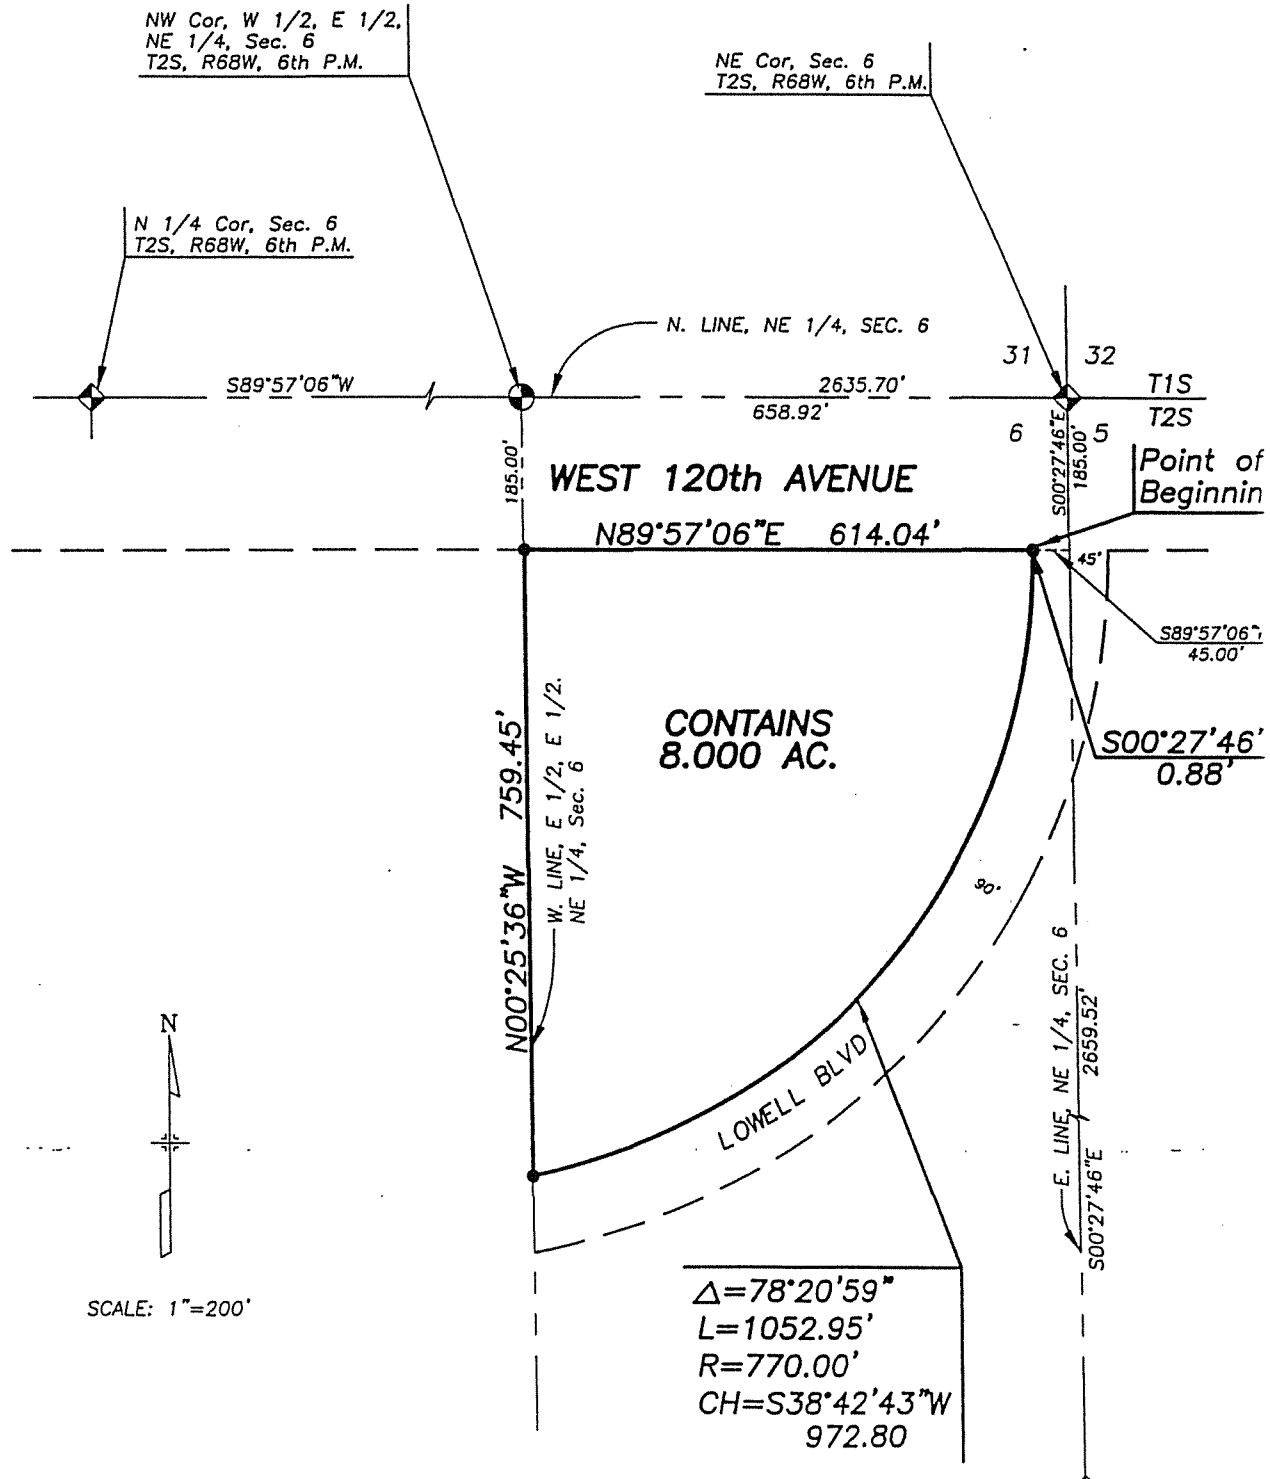 NW Cor, W 1/2, E 1/2,
NE 1/4, Sec. 6
T2S, R68W, 6th P.M.
NE Cor, Sec. 6
T2S, R68W, 6th P.M.
N 1/4 Cor, Sec. 6
T2S, R68W, 6th P.M.
N. LINE, NE 1/4, SEC. 6
31
32
S89°57'06"W
2635.70'
T1S
658.92'
T2S
6
5
185.00'
S00°27'46"E
185.00'
WEST 120th AVENUE
Point of
Beginnin
N89°57'06"E 614.04'
45'
S89°57'06"
45.00'
CONTAINS
8.000 AC.
S00°27'46'
0.88'
N00°25'36"W 759.45'
W. LINE, E 1/2, E 1/2.
NE 1/4, Sec. 6
90'
LOWELL BLVD
E. LINE, NE 1/4, SEC. 6
2659.52'
S00°27'46"E
N
SCALE: 1"=200'
Δ=78°20'59"
L=1052.95'
R=770.00'
CH=S38°42'43"W
972.80